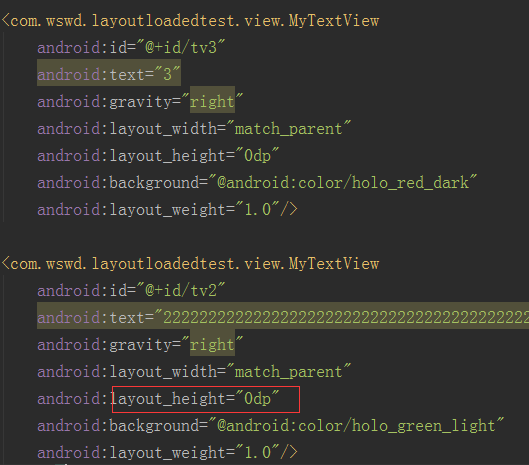 <com.wswd.layoutloadedtest.view.MyTextView
android:id="@+id/tv3"
android:text="3"
android:gravity="right"
android:layout_width="match_parent"
android:layout_height="0dp"
android:background="@android:color/holo_red_dark"
android:layout_weight="1.0"/>
<com.wswd.layoutloadedtest.view.MyTextView
android:id="@+id/tv2"
android:text="22222222222222222222222222222222222222222
android:gravity="right"
android:layout_width="match_parent"
android:layout_height="0dp"
android:background="@android:color/holo_green_light"
android:layout_weight="1.0"/>